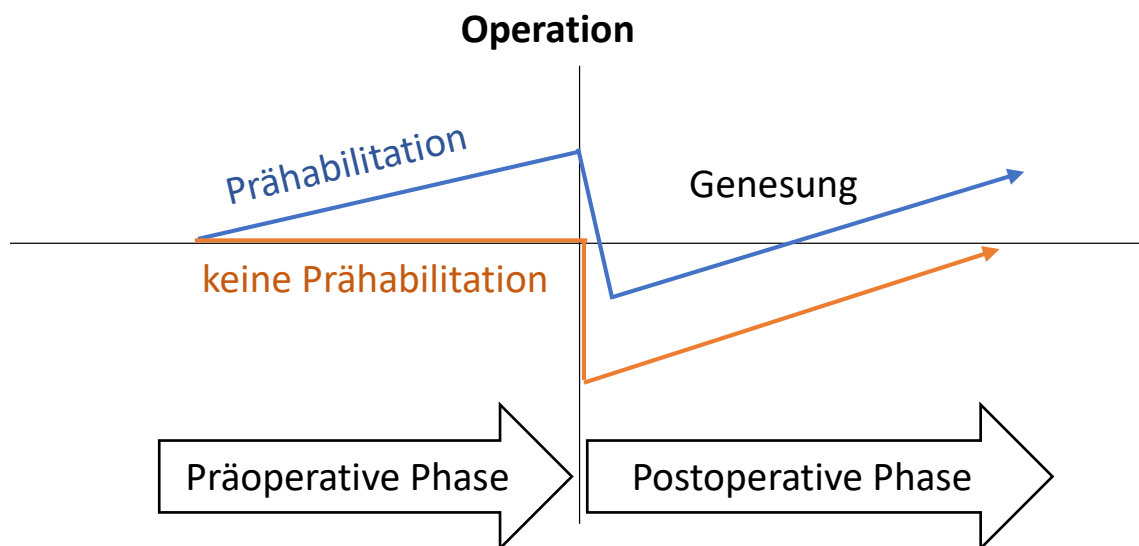 Operation
Prähabilitation
Genesung
keine Prähabilitation
Präoperative Phase
Postoperative Phase